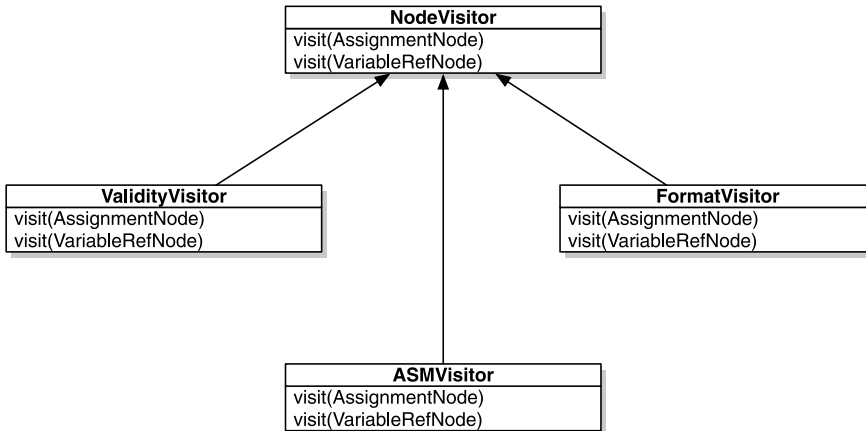 NodeVisitor
visit(AssignmentNode)
visit(VariableRefNode)
ValidityVisitor
visit(AssignmentNode)
visit(VariableRefNode)
FormatVisitor
visit(AssignmentNode)
visit(VariableRefNode)
ASMVisitor
visit(AssignmentNode)
visit(VariableRefNode)